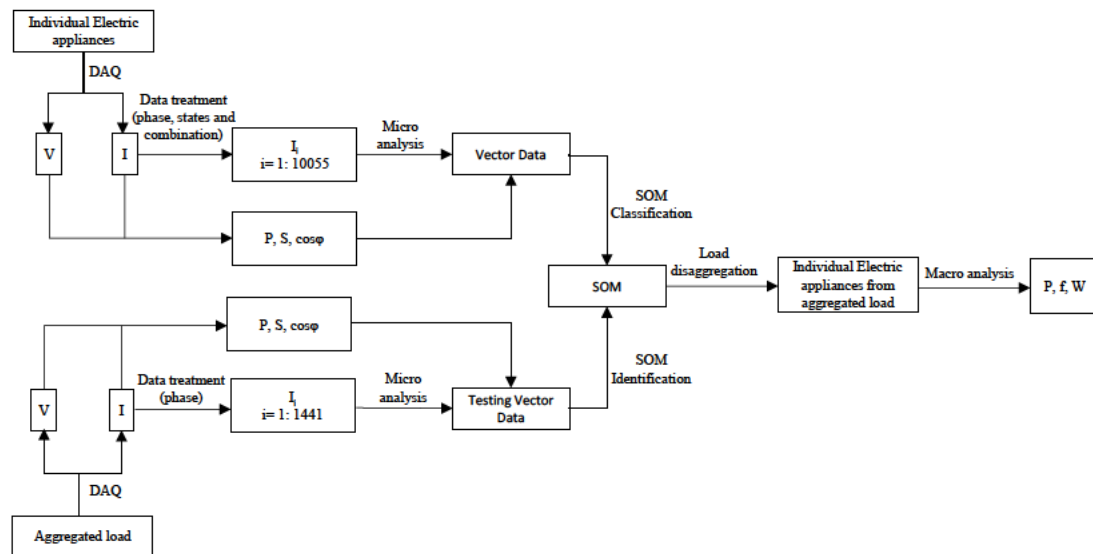 Individual Electric
appliances
DAQ
Data treatment
(phase, states and
combination)
V
I
Iᵢ
i= 1: 10055
Micro
analysis
Vector Data
P, S, cosφ
SOM
Classification
SOM
Load
disaggregation
Individual Electric
appliances from
aggregated load
Macro analysis
P, f, W
P, S, cosφ
SOM
Identification
V
I
Data treatment
(phase)
Iᵢ
i= 1: 1441
Micro
analysis
Testing Vector
Data
DAQ
Aggregated load